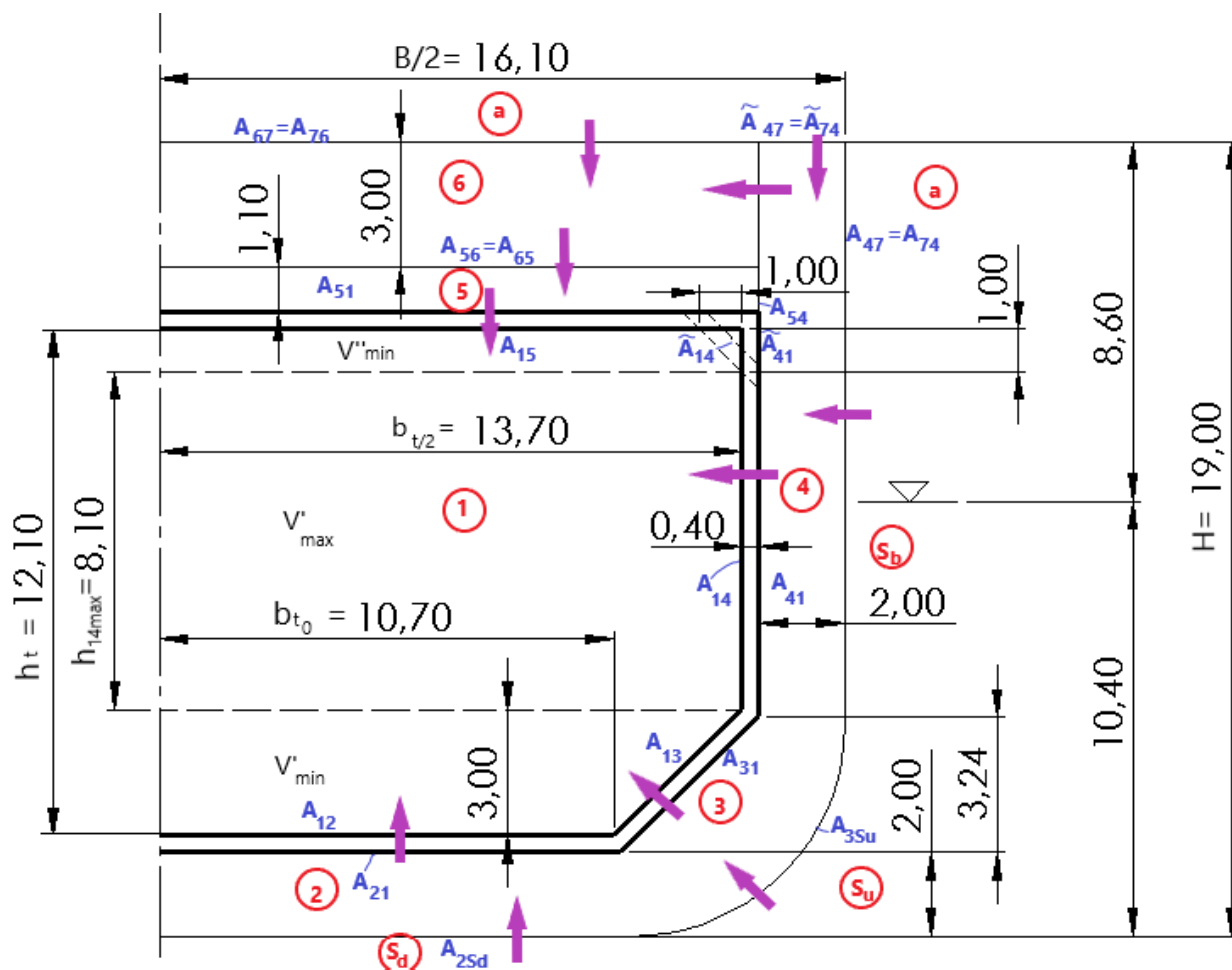 B/2= 16,10
a
A67=A76
Ã47=Ã74
6
3,00
1,10
a
A47=A74
A56=A65
A51
5
1,00
A54
1,00
8,60
V"min
A15
Ã14
Ã41
bt/2= 13,70
1
4
H= 19,00
ht = 12,10
h14max=8,10
V'max
0,40
Sb
A14
A41
2,00
bt0 = 10,70
10,40
A13
A31
V'min
3,00
3
2,00
3,24
A12
A3Su
A21
2
Su
Sd
A2Sd